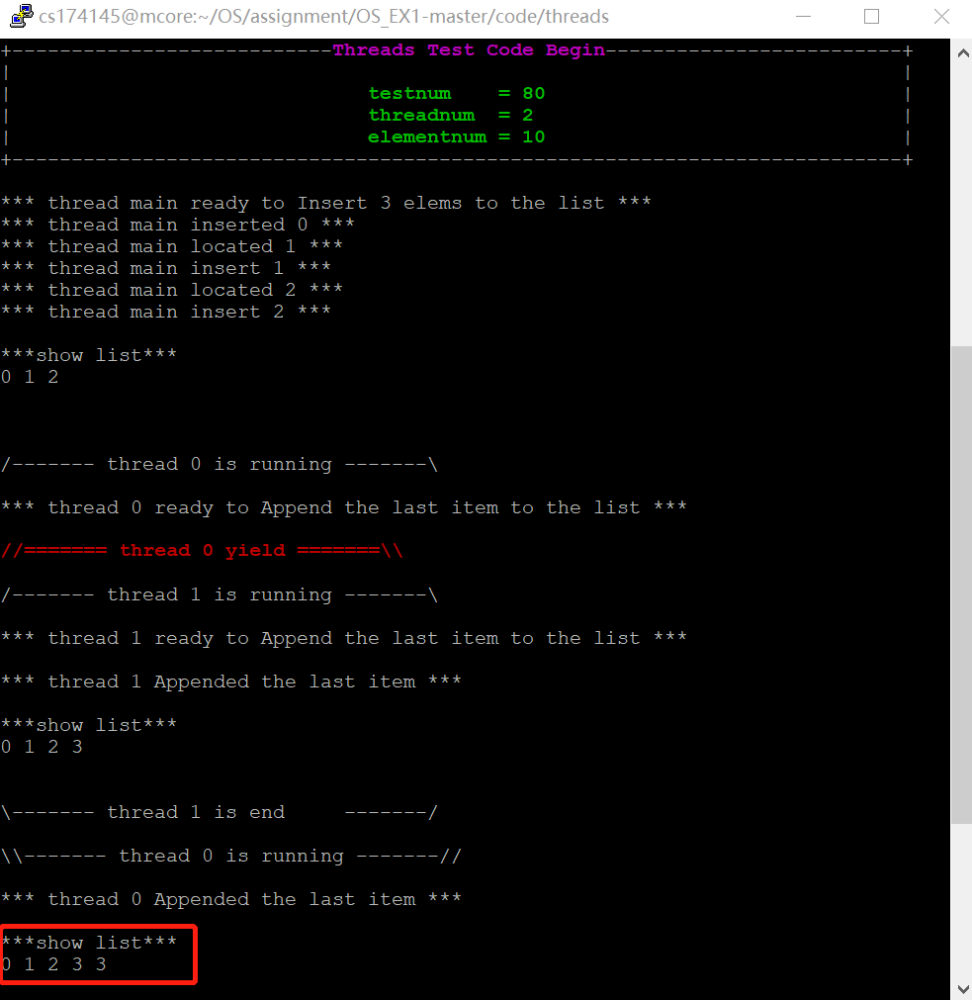 cs174145@mcore:~/OS/assignment/OS_EX1-master/code/threads
+---------------------------Threads Test Code Begin-------------------------+
|                                                                           |
|                              testnum    = 80                              |
|                              threadnum  = 2                               |
|                              elementnum = 10                              |
+---------------------------------------------------------------------------+
*** thread main ready to Insert 3 elems to the list ***
*** thread main inserted 0 ***
*** thread main located 1 ***
*** thread main insert 1 ***
*** thread main located 2 ***
*** thread main insert 2 ***
***show list***
0 1 2
/------- thread 0 is running -------\
*** thread 0 ready to Append the last item to the list ***
//======= thread 0 yield =======\\
/------- thread 1 is running -------\
*** thread 1 ready to Append the last item to the list ***
*** thread 1 Appended the last item ***
***show list***
0 1 2 3
\------- thread 1 is end     -------/
\\------- thread 0 is running -------//
*** thread 0 Appended the last item ***
***show list***
0 1 2 3 3